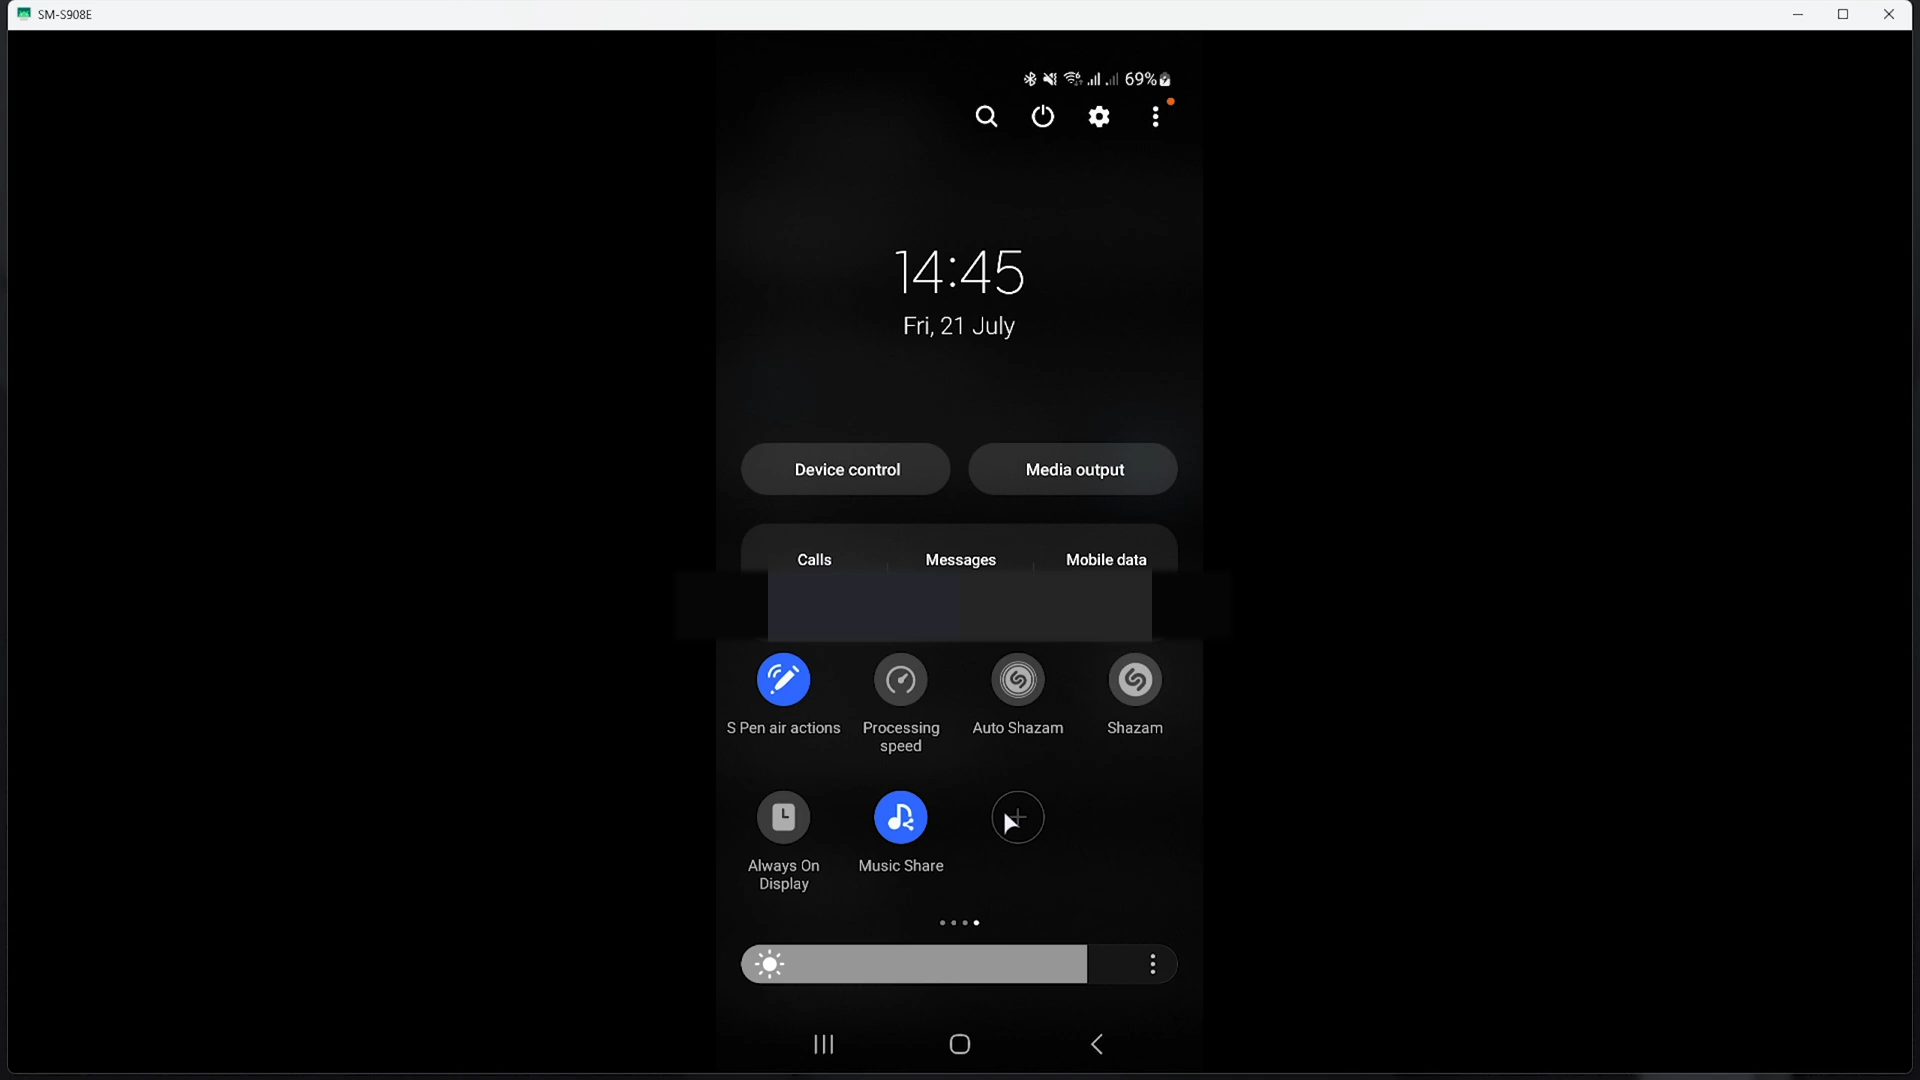 SM-S908E
69%
14:45
Fri, 21 July
Device control
Media output
Calls
Messages
Mobile data
S Pen air actions
Processing
speed
Auto Shazam
Shazam
Always On
Display
Music Share